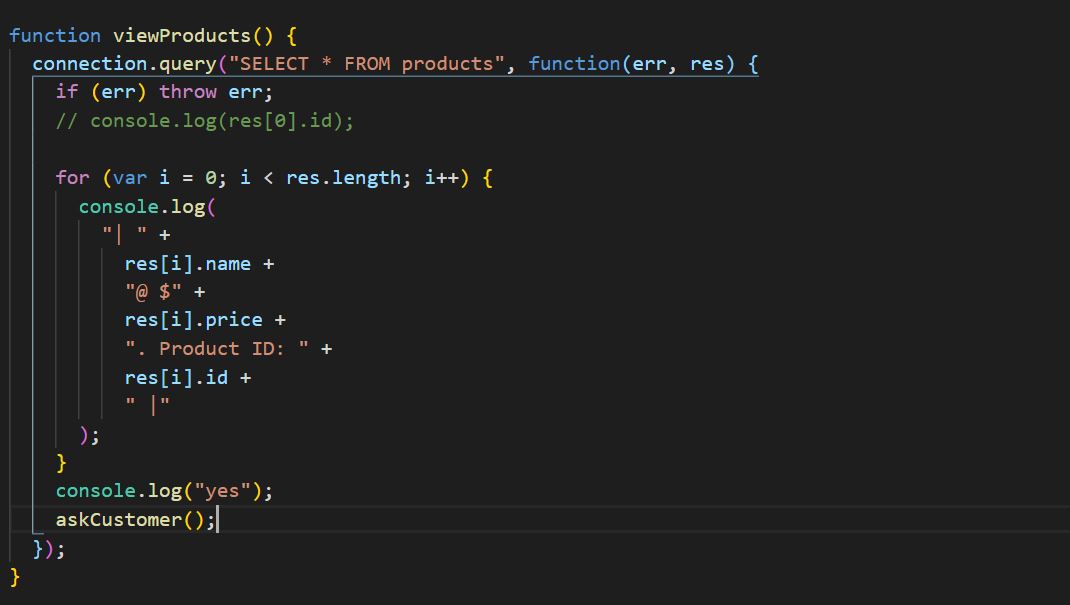 function viewProducts() {
connection.query("SELECT * FROM products", function(err, res) {
if (err) throw err;
// console.log(res[0].id);
for (var i = 0; i < res.length; i++) {
console.log(
"| " +
res[i].name +
"@ $" +
res[i].price +
". Product ID: " +
res[i].id +
" |"
);
}
console.log("yes");
askCustomer();
});
}